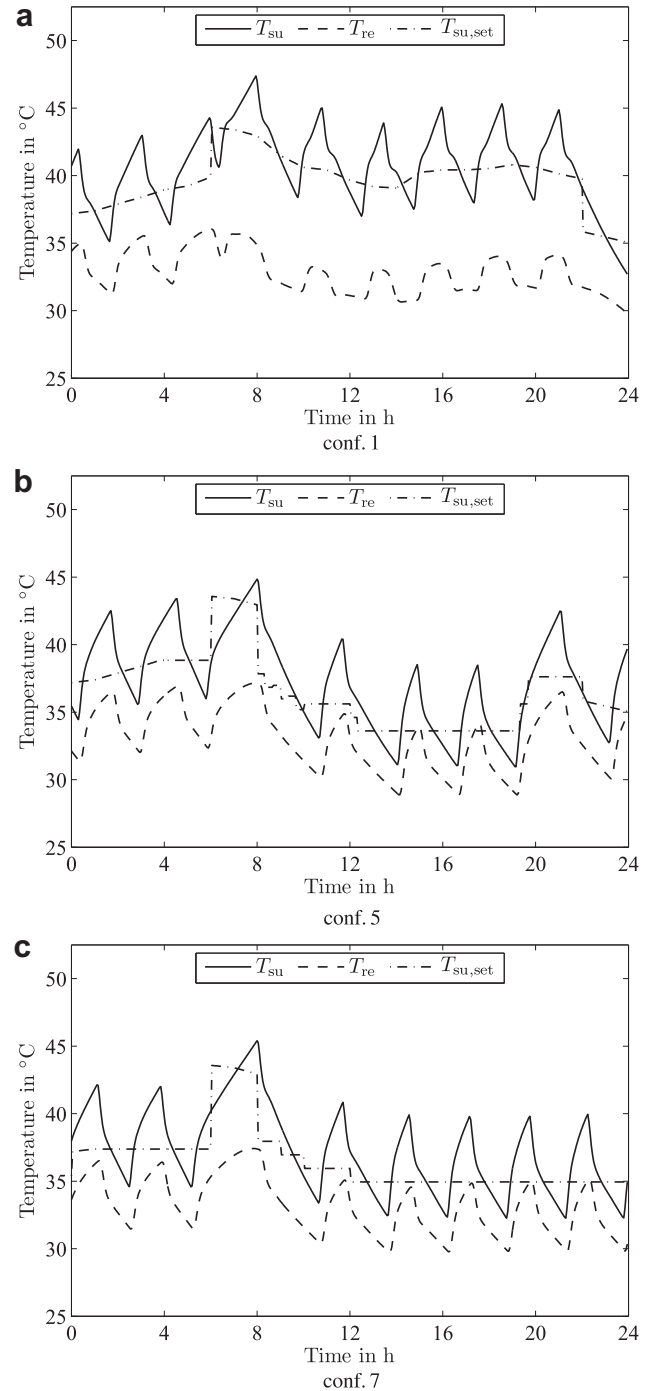 a
T_su T_re T_su,set
50
45
40
35
30
25
Temperature in °C
0 4 8 12 16 20 24
Time in h
conf. 1
b
T_su T_re T_su,set
50
45
40
35
30
25
Temperature in °C
0 4 8 12 16 20 24
Time in h
conf. 5
c
T_su T_re T_su,set
50
45
40
35
30
25
Temperature in °C
0 4 8 12 16 20 24
Time in h
conf. 7